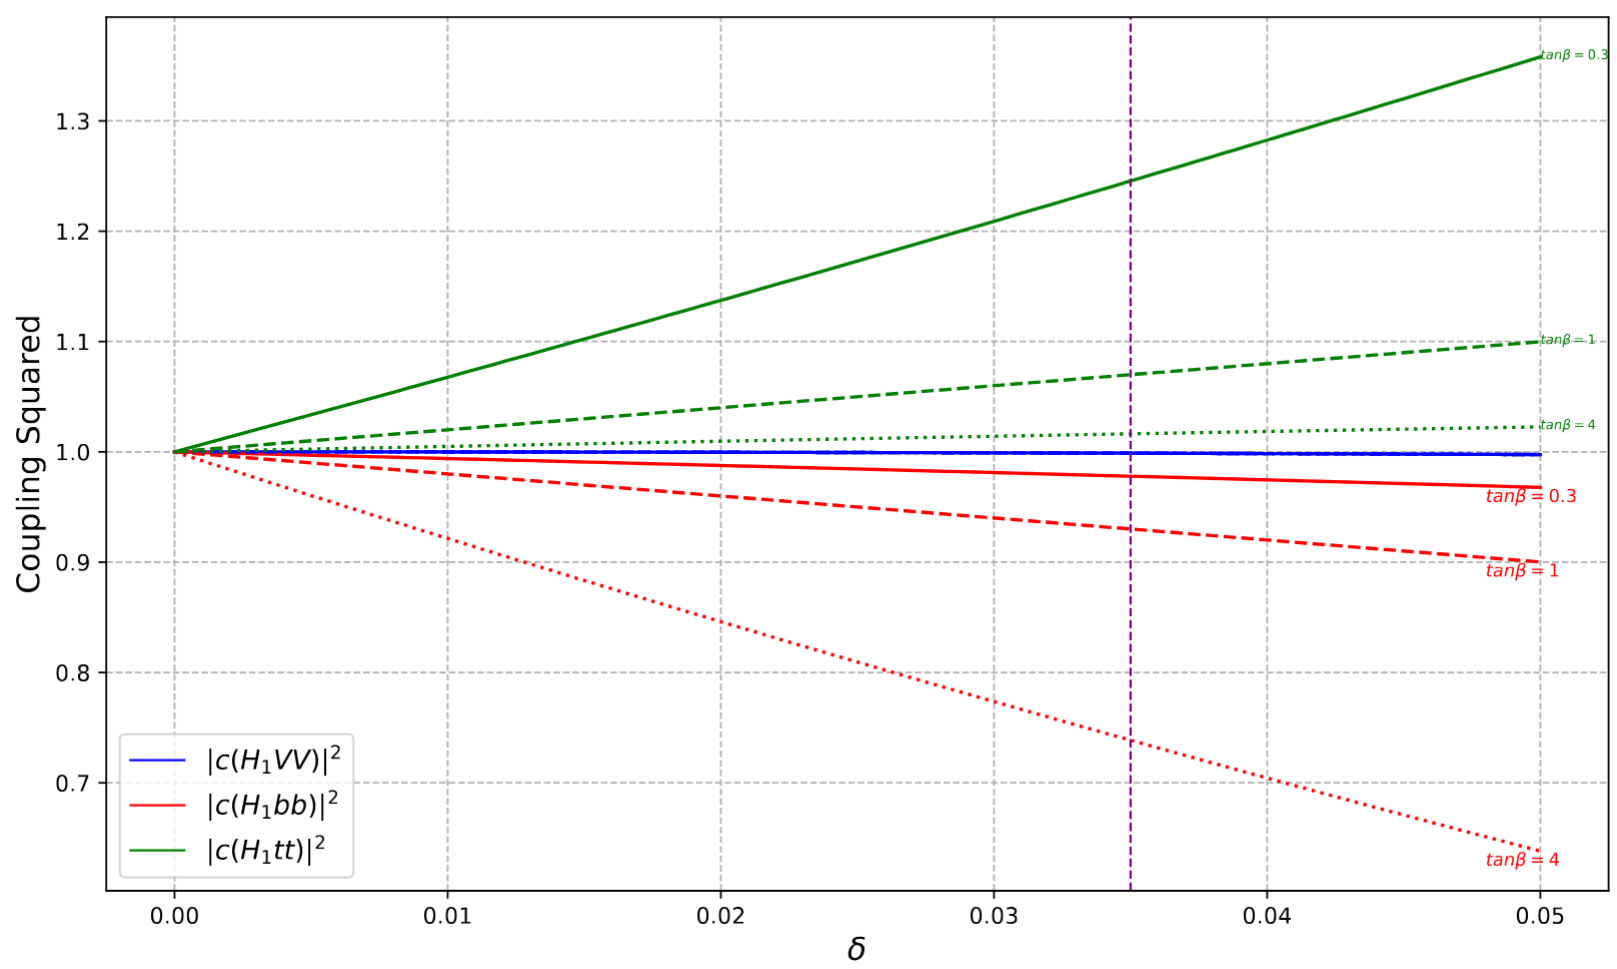 Coupling Squared
1.3
1.2
1.1
1.0
0.9
0.8
0.7
tanβ = 0.3
tanβ = 1
tanβ = 4
tanβ = 0.3
tanβ = 1
tanβ = 4
|c(H₁VV)|²
|c(H₁bb)|²
|c(H₁tt)|²
0.00 0.01 0.02 0.03 0.04 0.05
δ